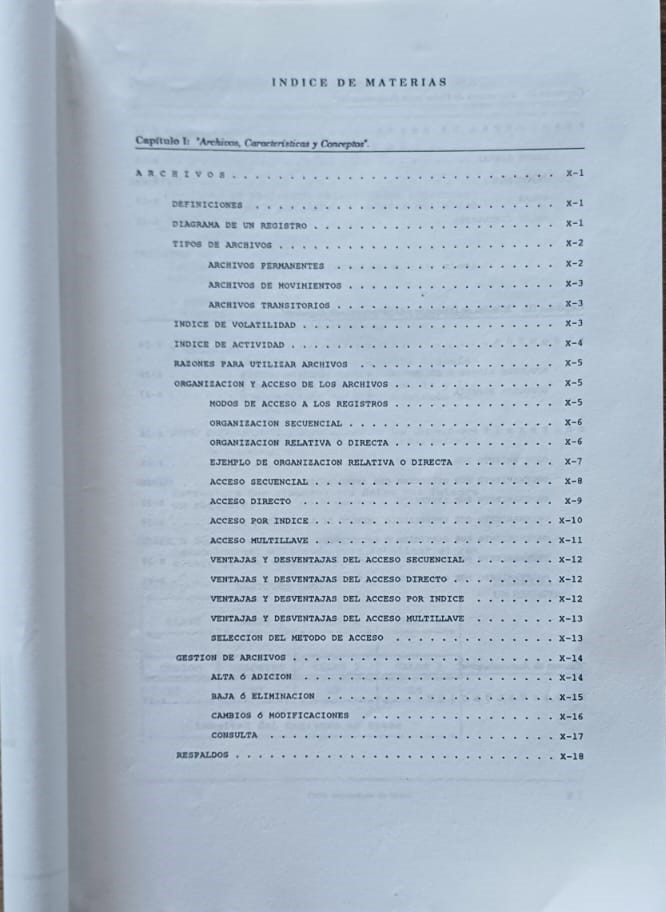 INDICE DE MATERIAS
Capítulo I: "Archivos, Características y Conceptos".
A R C H I V O S . . . . . . . . . . . . . . . . . . . . . . . . . . . . . X-1
DEFINICIONES . . . . . . . . . . . . . . . . . . . . . . . . . . X-1
DIAGRAMA DE UN REGISTRO . . . . . . . . . . . . . . . . . . . . . X-1
TIPOS DE ARCHIVOS . . . . . . . . . . . . . . . . . . . . . . . . X-2
ARCHIVOS PERMANENTES . . . . . . . . . . . . . . . . . . . X-2
ARCHIVOS DE MOVIMIENTOS . . . . . . . . . . . . . . . . . . X-3
ARCHIVOS TRANSITORIOS . . . . . . . . . . . . . . . . . . . X-3
INDICE DE VOLATILIDAD . . . . . . . . . . . . . . . . . . . . . . X-3
INDICE DE ACTIVIDAD . . . . . . . . . . . . . . . . . . . . . . . X-4
RAZONES PARA UTILIZAR ARCHIVOS . . . . . . . . . . . . . . . . . X-5
ORGANIZACION Y ACCESO DE LOS ARCHIVOS . . . . . . . . . . . . . . X-5
MODOS DE ACCESO A LOS REGISTROS . . . . . . . . . . . . . . X-5
ORGANIZACION SECUENCIAL . . . . . . . . . . . . . . . . . . X-6
ORGANIZACION RELATIVA O DIRECTA . . . . . . . . . . . . . . X-6
EJEMPLO DE ORGANIZACION RELATIVA O DIRECTA . . . . . . . . X-7
ACCESO SECUENCIAL . . . . . . . . . . . . . . . . . . . . . X-8
ACCESO DIRECTO . . . . . . . . . . . . . . . . . . . . . . X-9
ACCESO POR INDICE . . . . . . . . . . . . . . . . . . . . . X-10
ACCESO MULTILLAVE . . . . . . . . . . . . . . . . . . . . . X-11
VENTAJAS Y DESVENTAJAS DEL ACCESO SECUENCIAL . . . . . . . X-12
VENTAJAS Y DESVENTAJAS DEL ACCESO DIRECTO . . . . . . . . . X-12
VENTAJAS Y DESVENTAJAS DEL ACCESO POR INDICE . . . . . . . X-12
VENTAJAS Y DESVENTAJAS DEL ACCESO MULTILLAVE . . . . . . . X-13
SELECCION DEL METODO DE ACCESO . . . . . . . . . . . . . . X-13
GESTION DE ARCHIVOS . . . . . . . . . . . . . . . . . . . . . . . X-14
ALTA ó ADICION . . . . . . . . . . . . . . . . . . . . . . X-14
BAJA ó ELIMINACION . . . . . . . . . . . . . . . . . . . . X-15
CAMBIOS ó MODIFICACIONES . . . . . . . . . . . . . . . . . X-16
CONSULTA . . . . . . . . . . . . . . . . . . . . . . . . . X-17
RESPALDOS . . . . . . . . . . . . . . . . . . . . . . . . . . . . X-18